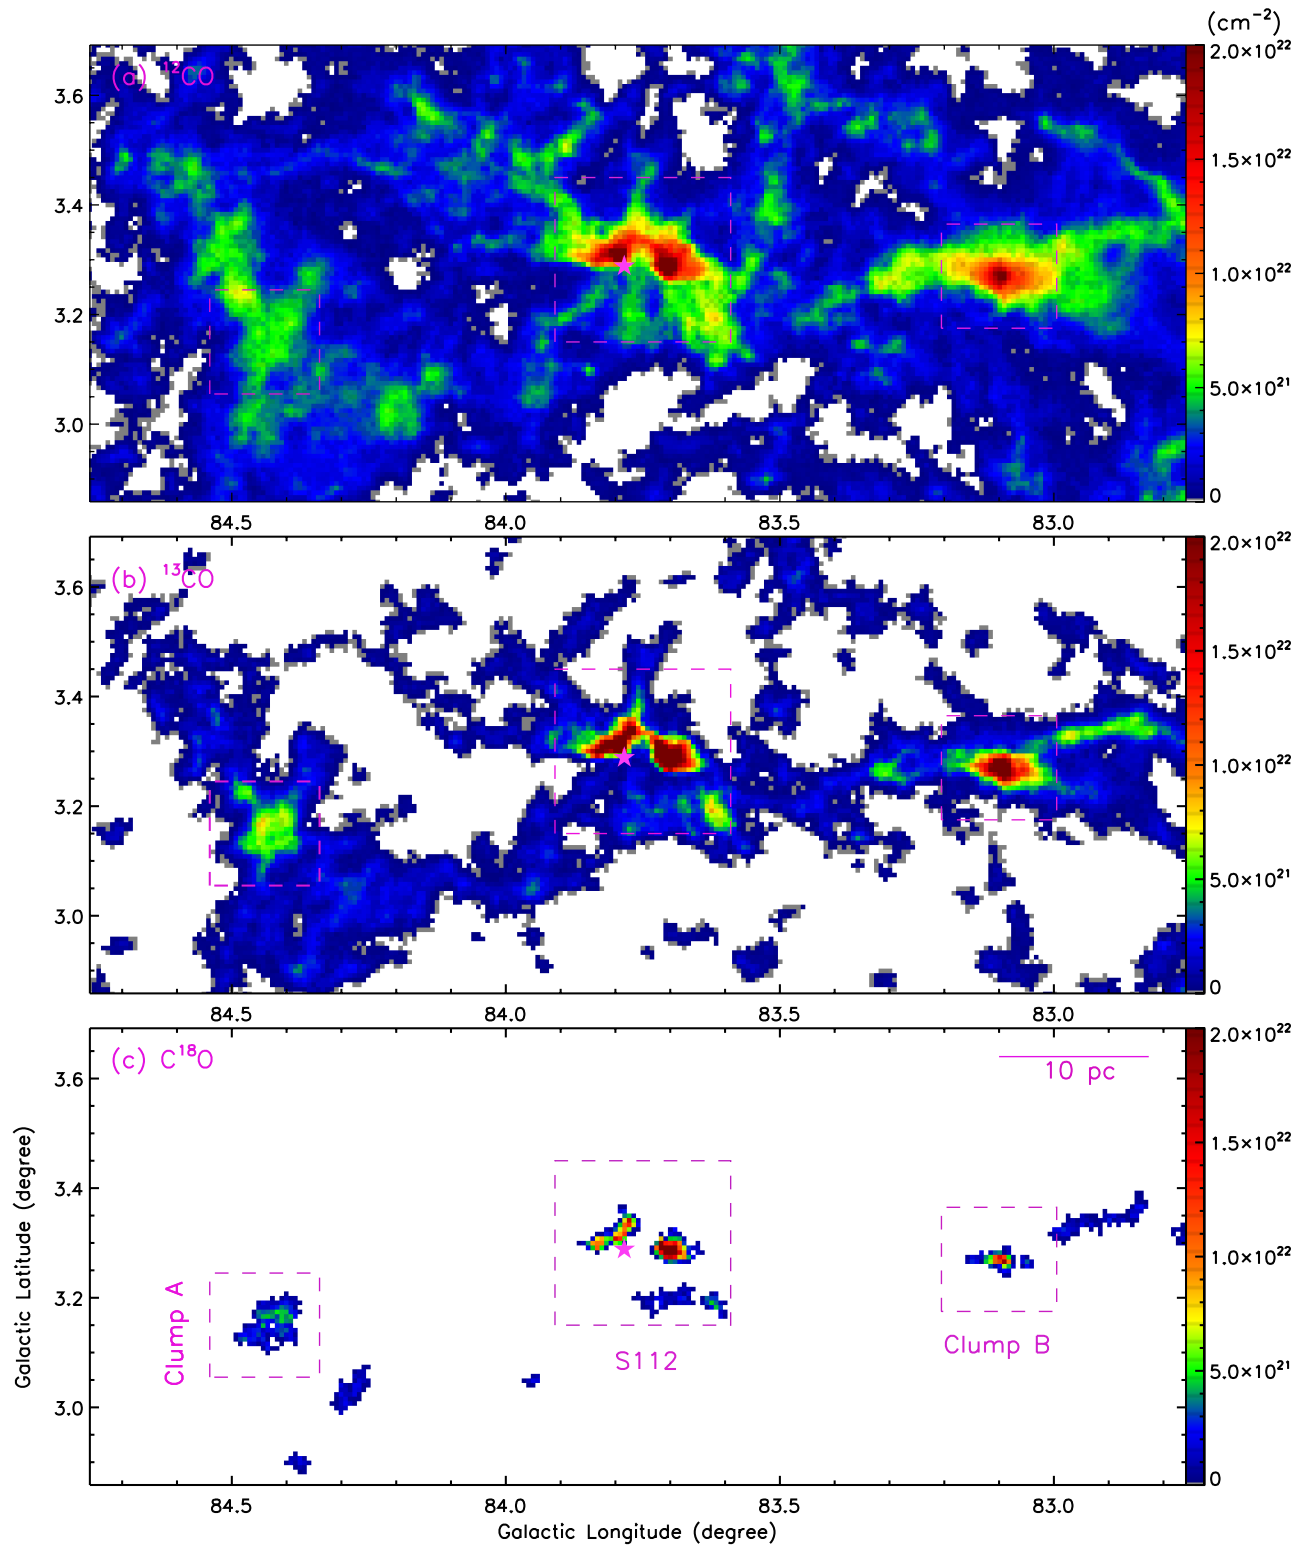 (cm⁻²)
(a) ¹²CO
2.0×10²²
3.6
1.5×10²²
3.4
1.0×10²²
3.2
5.0×10²¹
3.0
0
84.5 84.0 83.5 83.0
(b) ¹³CO
2.0×10²²
3.6
1.5×10²²
3.4
1.0×10²²
3.2
5.0×10²¹
3.0
0
84.5 84.0 83.5 83.0
(c) C¹⁸O
2.0×10²²
10 pc
3.6
1.5×10²²
3.4
1.0×10²²
3.2
Clump A
S112
Clump B
5.0×10²¹
3.0
0
Galactic Latitude (degree)
84.5 84.0 83.5 83.0
Galactic Longitude (degree)